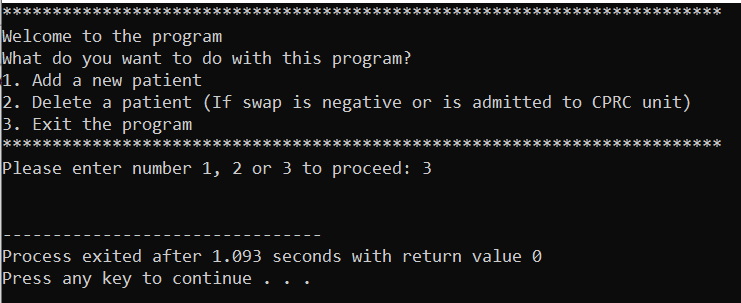 ************************************************************************
Welcome to the program
What do you want to do with this program?
1. Add a new patient
2. Delete a patient (If swap is negative or is admitted to CPRC unit)
3. Exit the program
************************************************************************
Please enter number 1, 2 or 3 to proceed: 3
--------------------------------
Process exited after 1.093 seconds with return value 0
Press any key to continue . . .